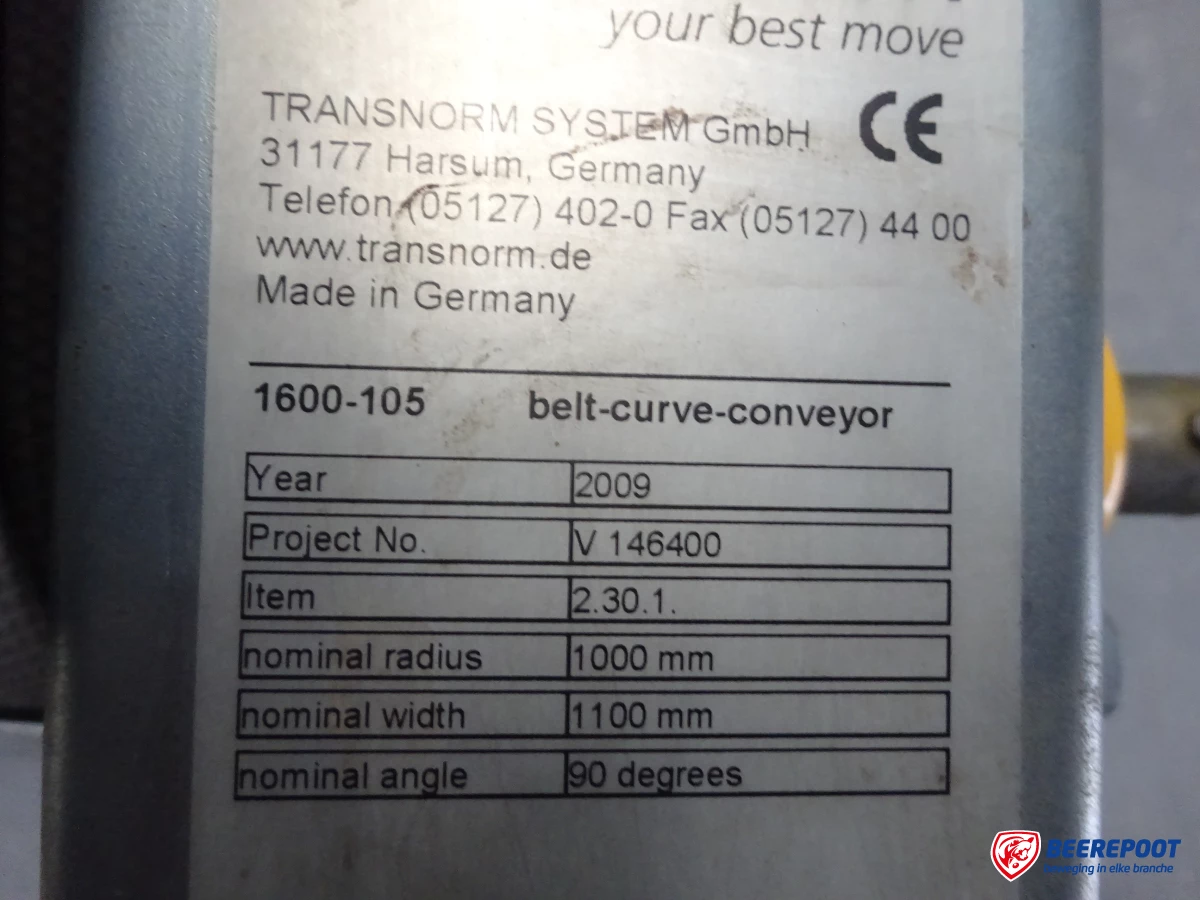 your best move
TRANSNORM SYSTEM GmbH CE
31177 Harsum, Germany
Telefon (05127) 402-0 Fax (05127) 44 00
www.transnorm.de
Made in Germany
1600-105 belt-curve-conveyor
Year 2009
Project No. V 146400
Item 2.30.1.
nominal radius 1000 mm
nominal width 1100 mm
nominal angle 90 degrees
BEEREPOOT
beweging in elke branche